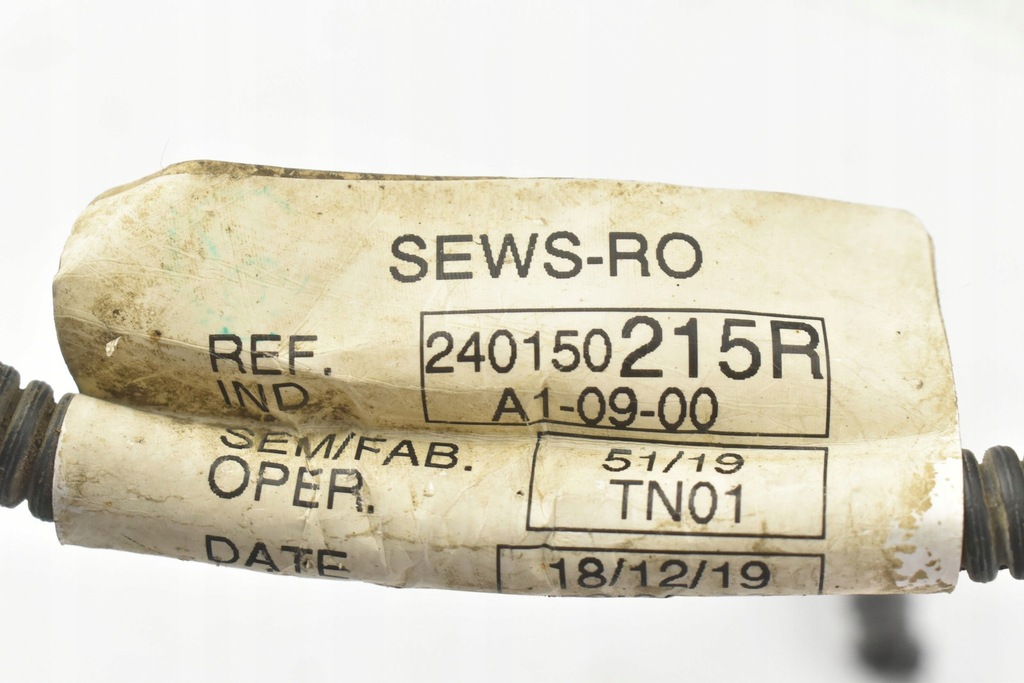 SEWS-RO
REF. 240150215R
IND A1-09-00
SEM/FAB. 51/19
OPER. TN01
DATE 18/12/19